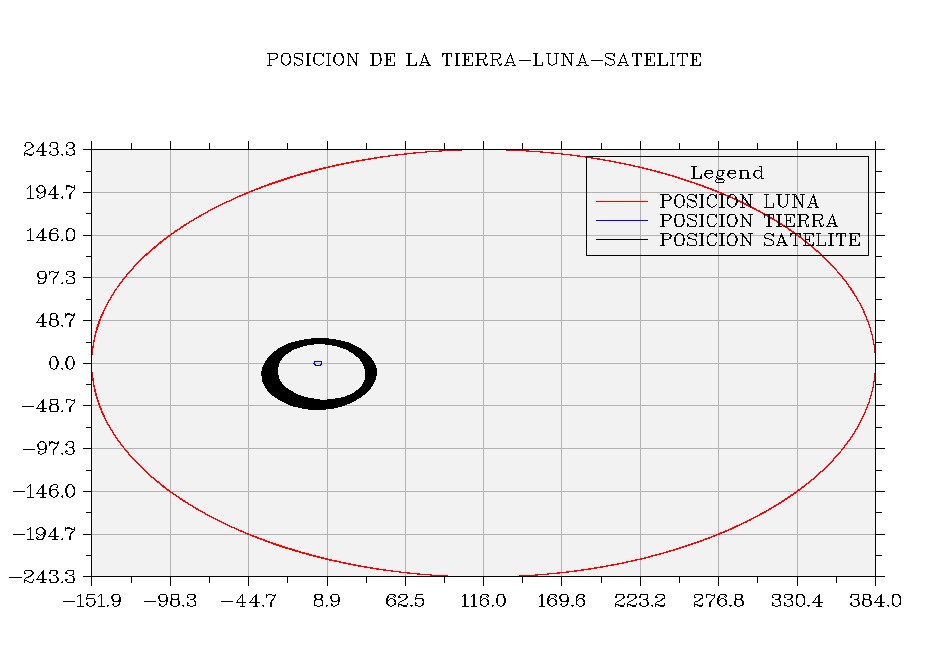 POSICION DE LA TIERRA−LUNA−SATELITE
243.3
194.7
146.0
97.3
48.7
0.0
−48.7
−97.3
−146.0
−194.7
−243.3
Legend
POSICION LUNA
POSICION TIERRA
POSICION SATELITE
−151.9 −98.3 −44.7 8.9 62.5 116.0 169.6 223.2 276.8 330.4 384.0